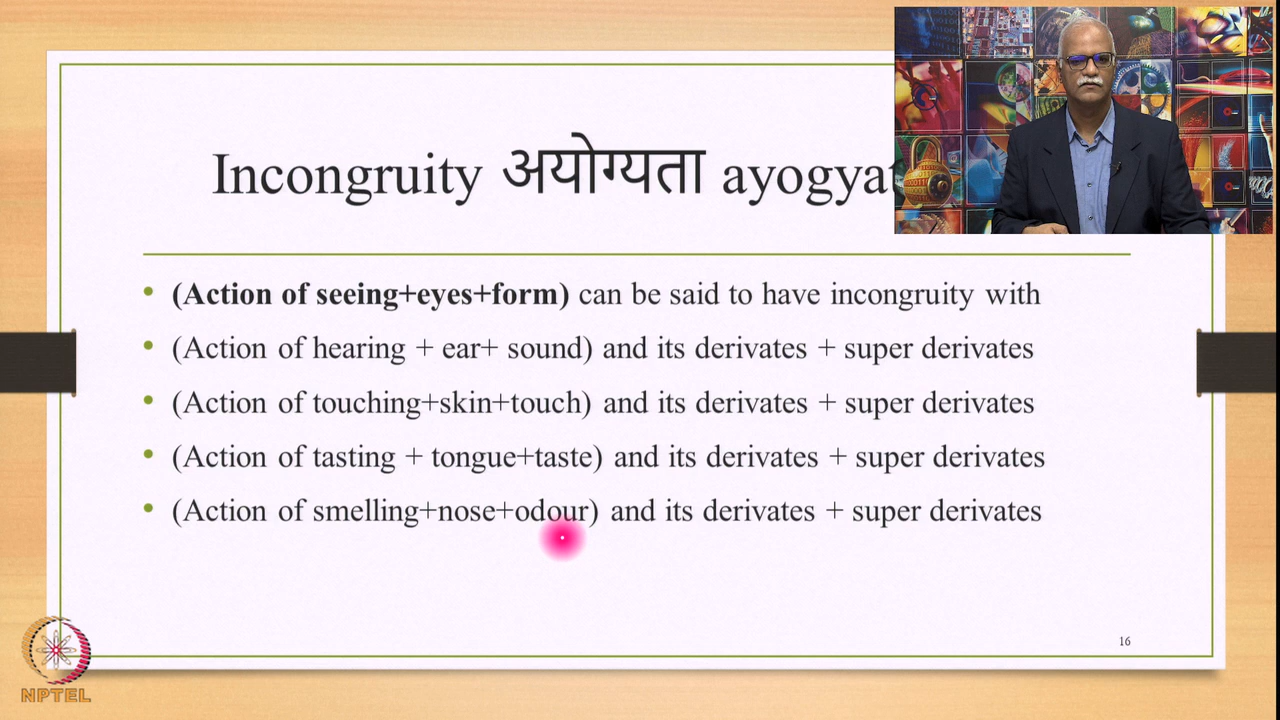 Incongruity अयोग्यता ayogyat
(Action of seeing+eyes+form) can be said to have incongruity with
(Action of hearing + ear+ sound) and its derivates + super derivates
(Action of touching+skin+touch) and its derivates + super derivates
(Action of tasting + tongue+taste) and its derivates + super derivates
(Action of smelling+nose+odour) and its derivates + super derivates
16
NPTEL